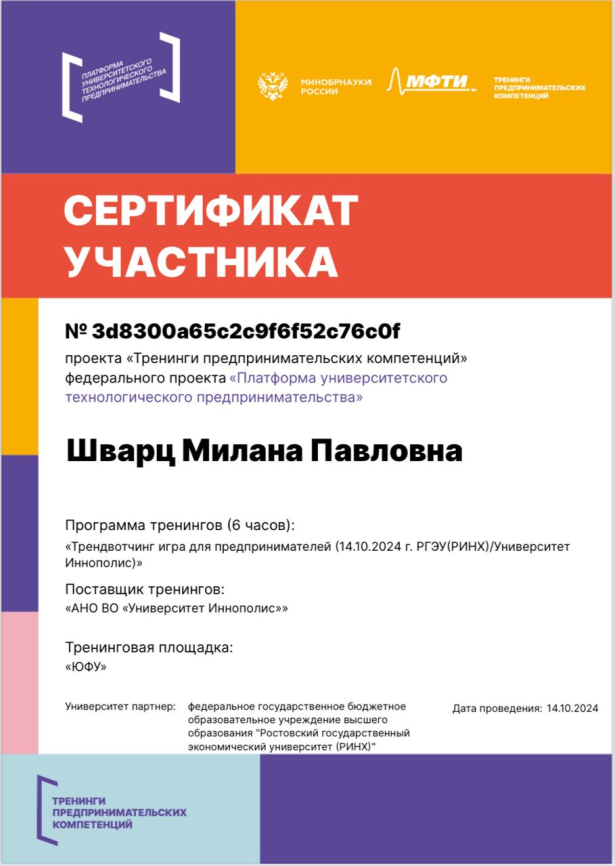 ПЛАТФОРМА
УНИВЕРСИТЕТСКОГО
ТЕХНОЛОГИЧЕСКОГО
ПРЕДПРИНИМАТЕЛЬСТВА
МИНОБРНАУКИ
РОССИИ
МФТИ
ТРЕНИНГИ
ПРЕДПРИНИМАТЕЛЬСКИХ
КОМПЕТЕНЦИЙ
СЕРТИФИКАТ
УЧАСТНИКА
№ 3d8300a65c2c9f6f52c76c0f
проекта «Тренинги предпринимательских компетенций»
федерального проекта «Платформа университетского
технологического предпринимательства»
Шварц Милана Павловна
Программа тренингов (6 часов):
«Трендвотчинг игра для предпринимателей (14.10.2024 г. РГЭУ(РИНХ)/Университет
Иннополис)»
Поставщик тренингов:
«АНО ВО «Университет Иннополис»»
Тренинговая площадка:
«ЮФУ»
Университет партнер: федеральное государственное бюджетное
образовательное учреждение высшего
образования "Ростовский государственный
экономический университет (РИНХ)"
Дата проведения: 14.10.2024
ТРЕНИНГИ
ПРЕДПРИНИМАТЕЛЬСКИХ
КОМПЕТЕНЦИЙ